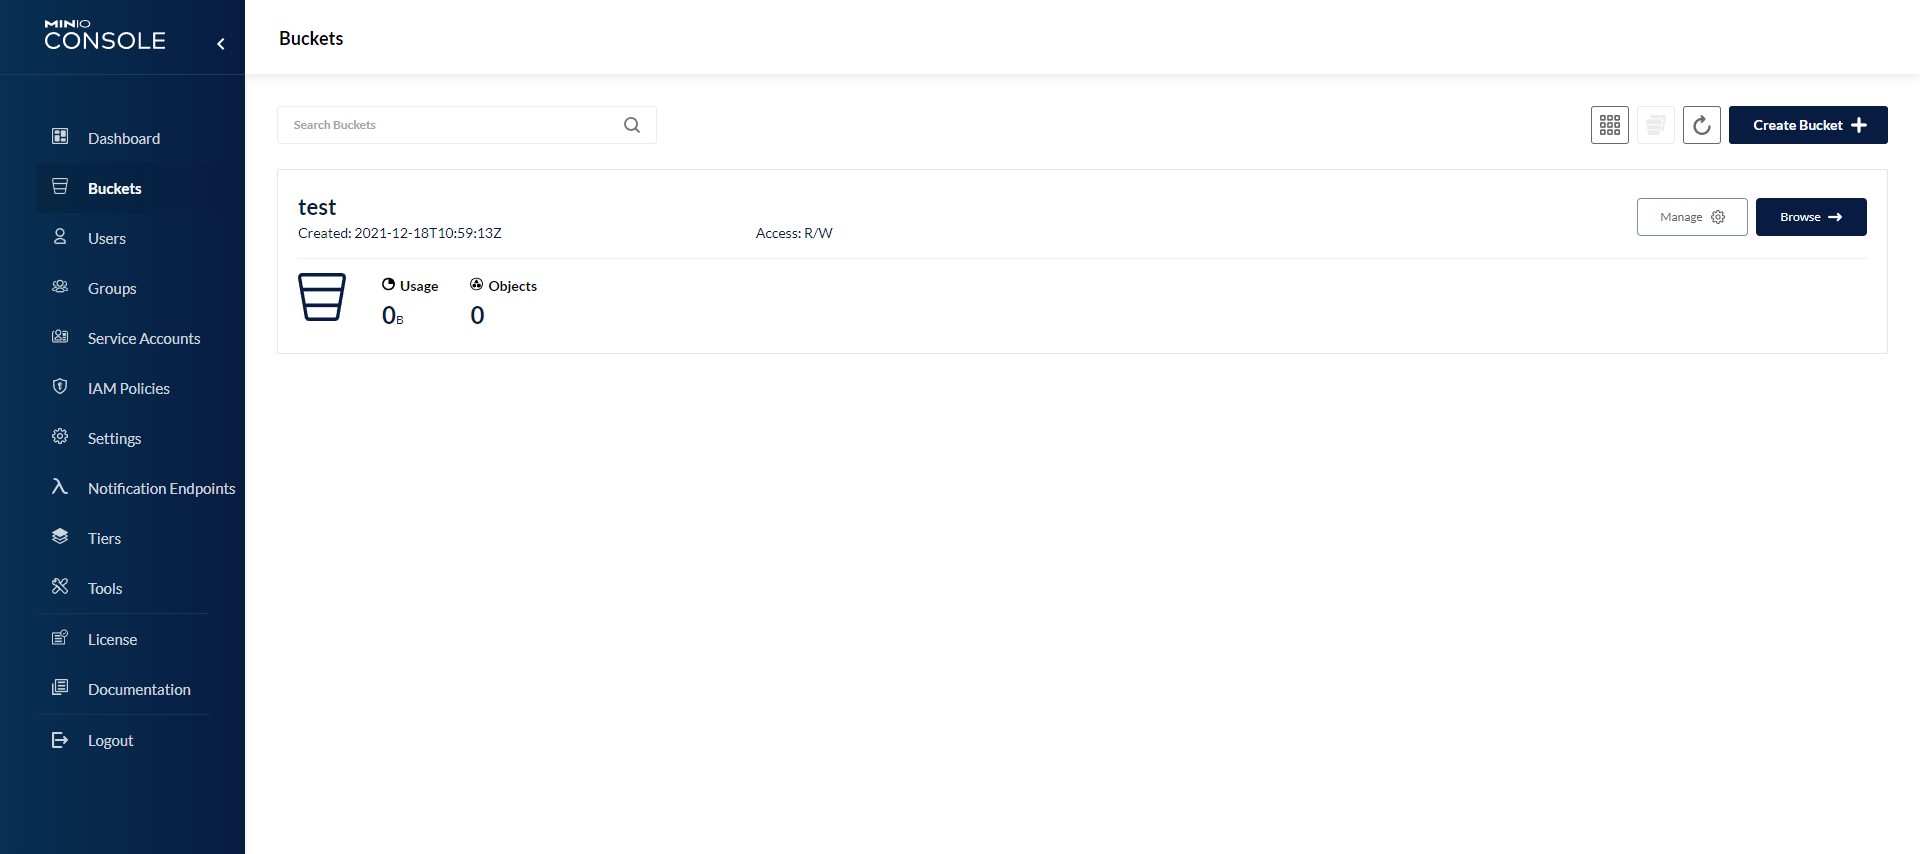 MINIO
CONSOLE
Dashboard
Buckets
Users
Groups
Service Accounts
IAM Policies
Settings
Notification Endpoints
Tiers
Tools
License
Documentation
Logout
Buckets
Search Buckets
Create Bucket
test
Created: 2021-12-18T10:59:13Z Access: R/W
Manage Browse
Usage Objects
0B 0